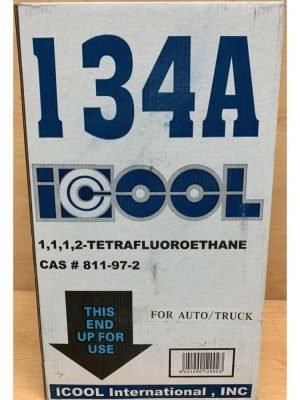 134A
iCOOL
1,1,1,2-TETRAFLUOROETHANE
CAS # 811-97-2
THIS
END
UP FOR
USE
FOR AUTO/TRUCK
ICOOL International , INC